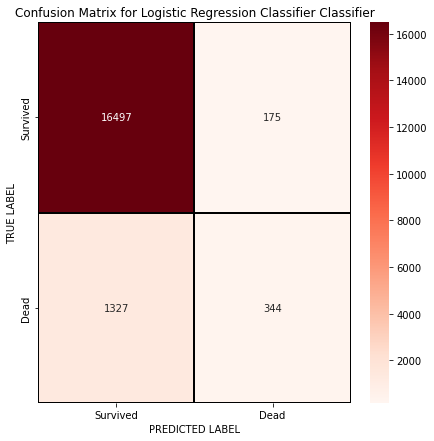 Confusion Matrix for Logistic Regression Classifier Classifier
TRUE LABEL
Survived
Dead
16497
175
1327
344
Survived
Dead
PREDICTED LABEL
16000
14000
12000
10000
8000
6000
4000
2000